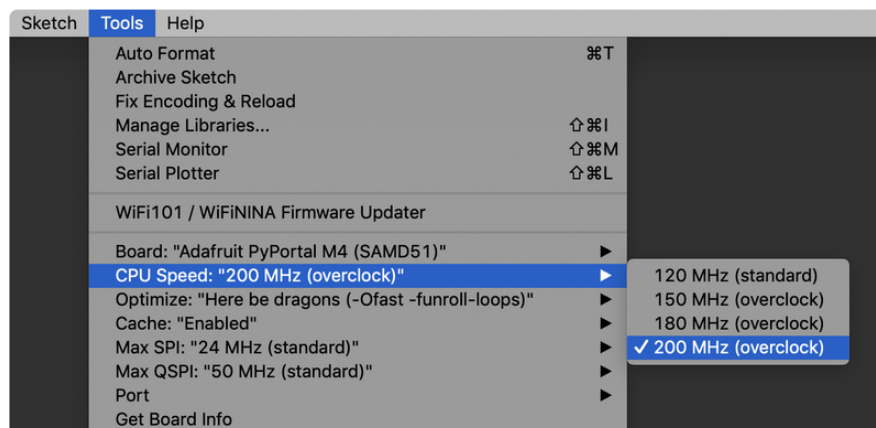 Sketch Tools Help
Auto Format ⌘T
Archive Sketch
Fix Encoding & Reload
Manage Libraries... ⇧⌘I
Serial Monitor ⇧⌘M
Serial Plotter ⇧⌘L
WiFi101 / WiFiNINA Firmware Updater
Board: "Adafruit PyPortal M4 (SAMD51)"
CPU Speed: "200 MHz (overclock)"
Optimize: "Here be dragons (-Ofast -funroll-loops)"
Cache: "Enabled"
Max SPI: "24 MHz (standard)"
Max QSPI: "50 MHz (standard)"
Port
Get Board Info
120 MHz (standard)
150 MHz (overclock)
180 MHz (overclock)
✓ 200 MHz (overclock)